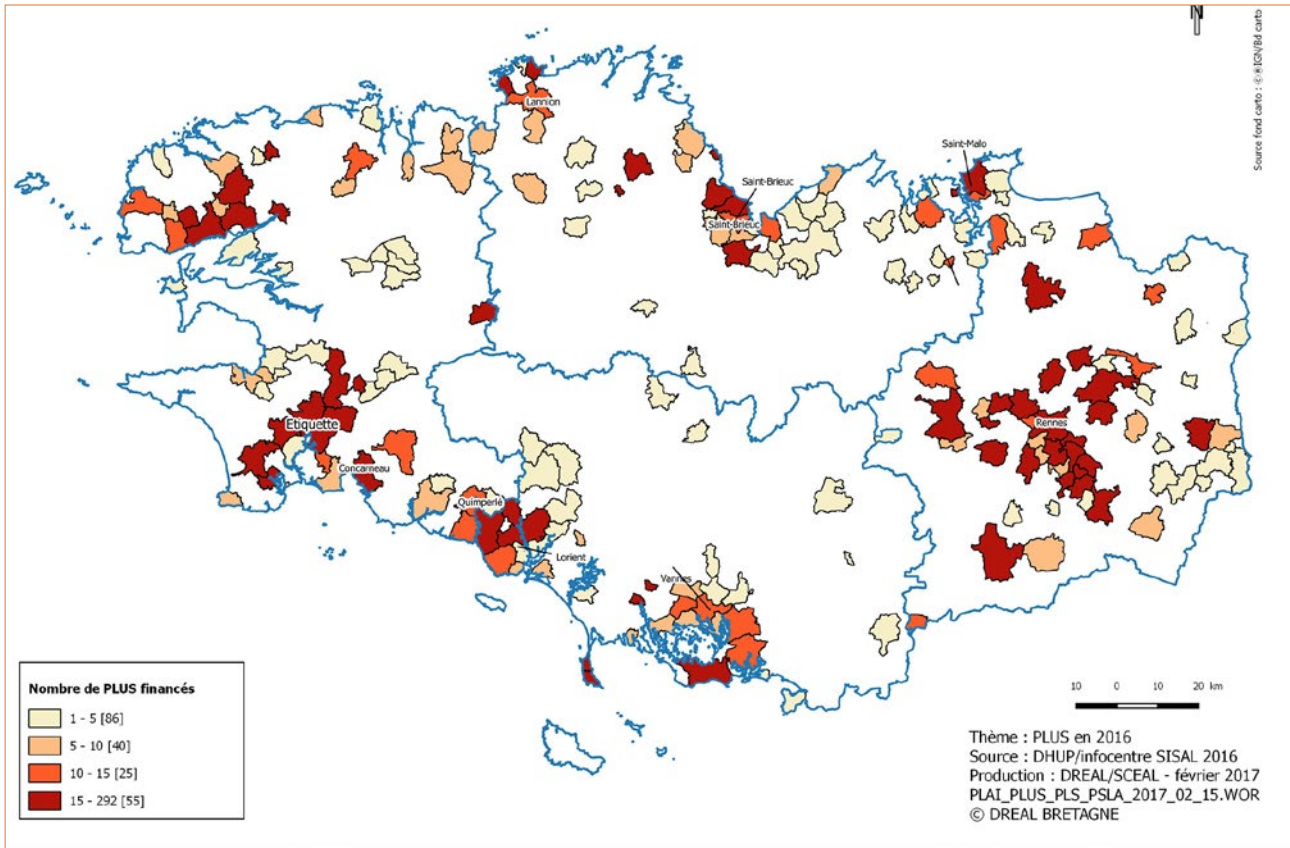 N
Source fond carto : ©®IGN/Bd carto
Lannion
Saint-Malo
Saint-Brieuc
Saint-Brieuc
Rennes
Etiquette
Concarneau
Quimperlé
Lorient
Vannes
Nombre de PLUS financés
1 - 5 [86]
5 - 10 [40]
10 - 15 [25]
15 - 292 [55]
10 0 10 20 km
Thème : PLUS en 2016
Source : DHUP/infocentre SISAL 2016
Production : DREAL/SCEAL - février 2017
PLAI_PLUS_PLS_PSLA_2017_02_15.WOR
© DREAL BRETAGNE